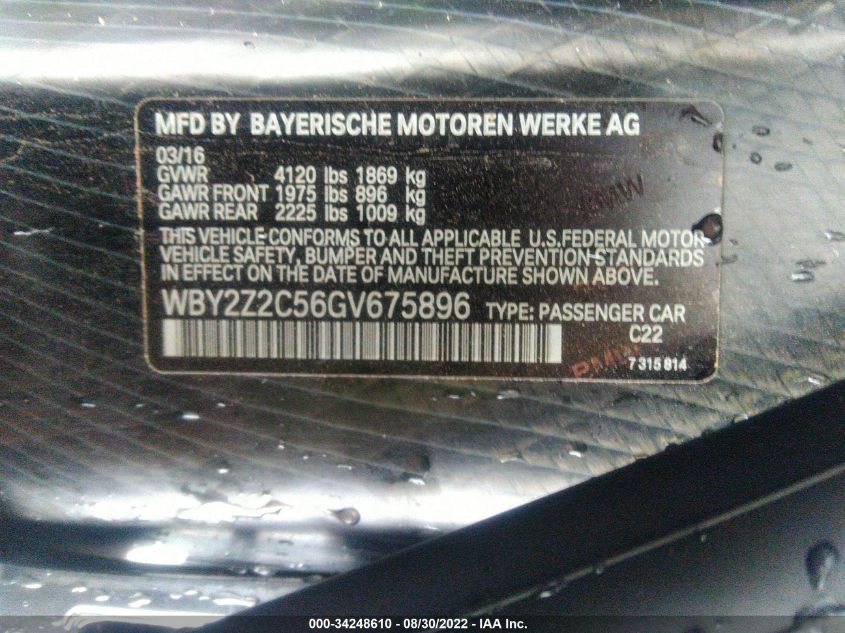 MFD BY BAYERISCHE MOTOREN WERKE AG
03/16
GVWR 4120 lbs 1869 kg
GAWR FRONT 1975 lbs 896 kg
GAWR REAR 2225 lbs 1009 kg
BMW
THIS VEHICLE CONFORMS TO ALL APPLICABLE U.S.FEDERAL MOTOR
VEHICLE SAFETY, BUMPER AND THEFT PREVENTION STANDARDS
IN EFFECT ON THE DATE OF MANUFACTURE SHOWN ABOVE.
WBY2Z2C56GV675896 TYPE: PASSENGER CAR
C22
BMW
7 315 814
000-34248610 - 08/30/2022 - IAA Inc.